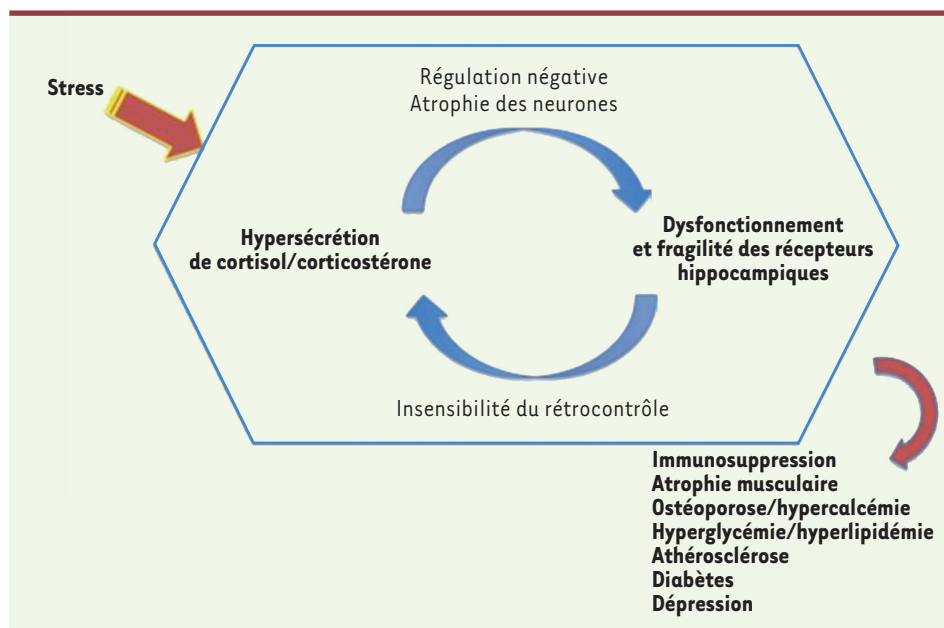 Stress
Régulation négative
Atrophie des neurones
Hypersécrétion
de cortisol/corticostérone
Dysfonctionnement
et fragilité des récepteurs
hippocampiques
Insensibilité du rétrocontrôle
Immunosuppression
Atrophie musculaire
Ostéoporose/hypercalcémie
Hyperglycémie/hyperlipidémie
Athérosclérose
Diabètes
Dépression